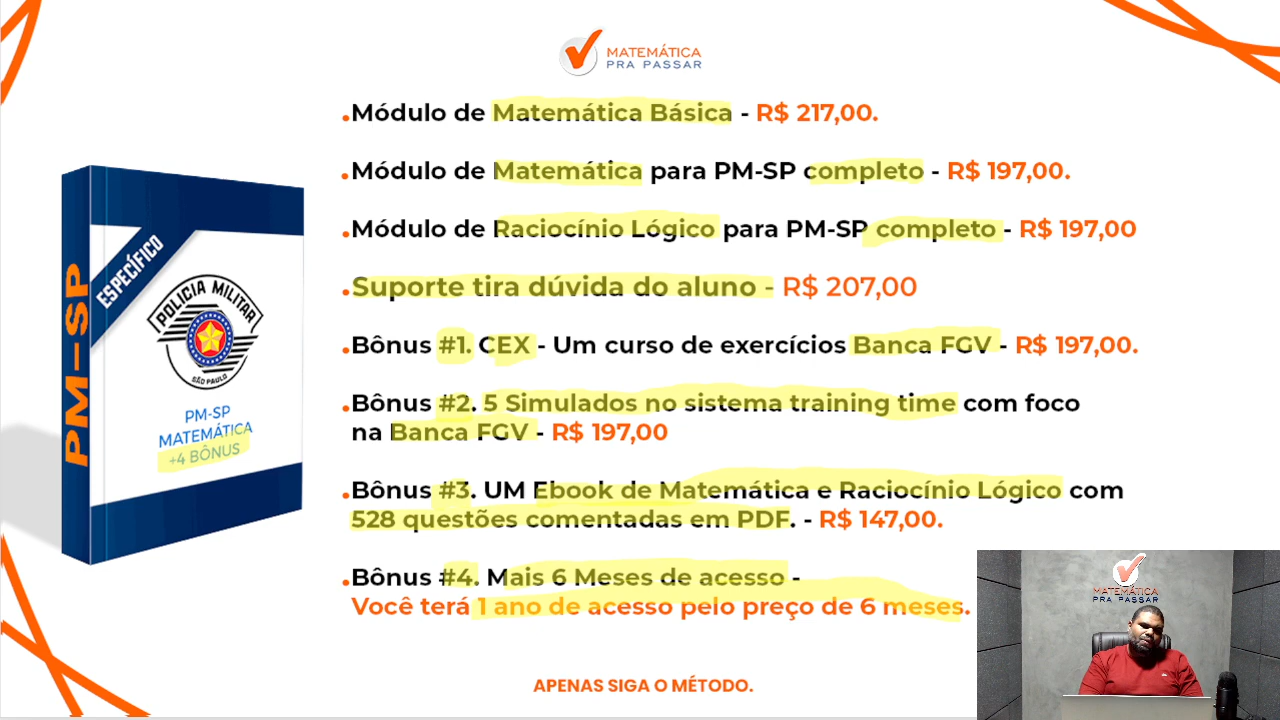 MATEMÁTICA
PRA PASSAR
.Módulo de Matemática Básica - R$ 217,00.
.Módulo de Matemática para PM-SP completo - R$ 197,00.
.Módulo de Raciocínio Lógico para PM-SP completo - R$ 197,00
.Suporte tira dúvida do aluno - R$ 207,00
.Bônus #1. CEX - Um curso de exercícios Banca FGV - R$ 197,00.
.Bônus #2. 5 Simulados no sistema training time com foco
na Banca FGV - R$ 197,00
.Bônus #3. UM Ebook de Matemática e Raciocínio Lógico com
528 questões comentadas em PDF. - R$ 147,00.
.Bônus #4. Mais 6 Meses de acesso -
Você terá 1 ano de acesso pelo preço de 6 meses.
APENAS SIGA O MÉTODO.
PM-SP
ESPECÍFICO
POLICIA MILITAR
SÃO PAULO
PM-SP
MATEMÁTICA
+4 BÔNUS
MATEMÁTICA
PRA PASSAR